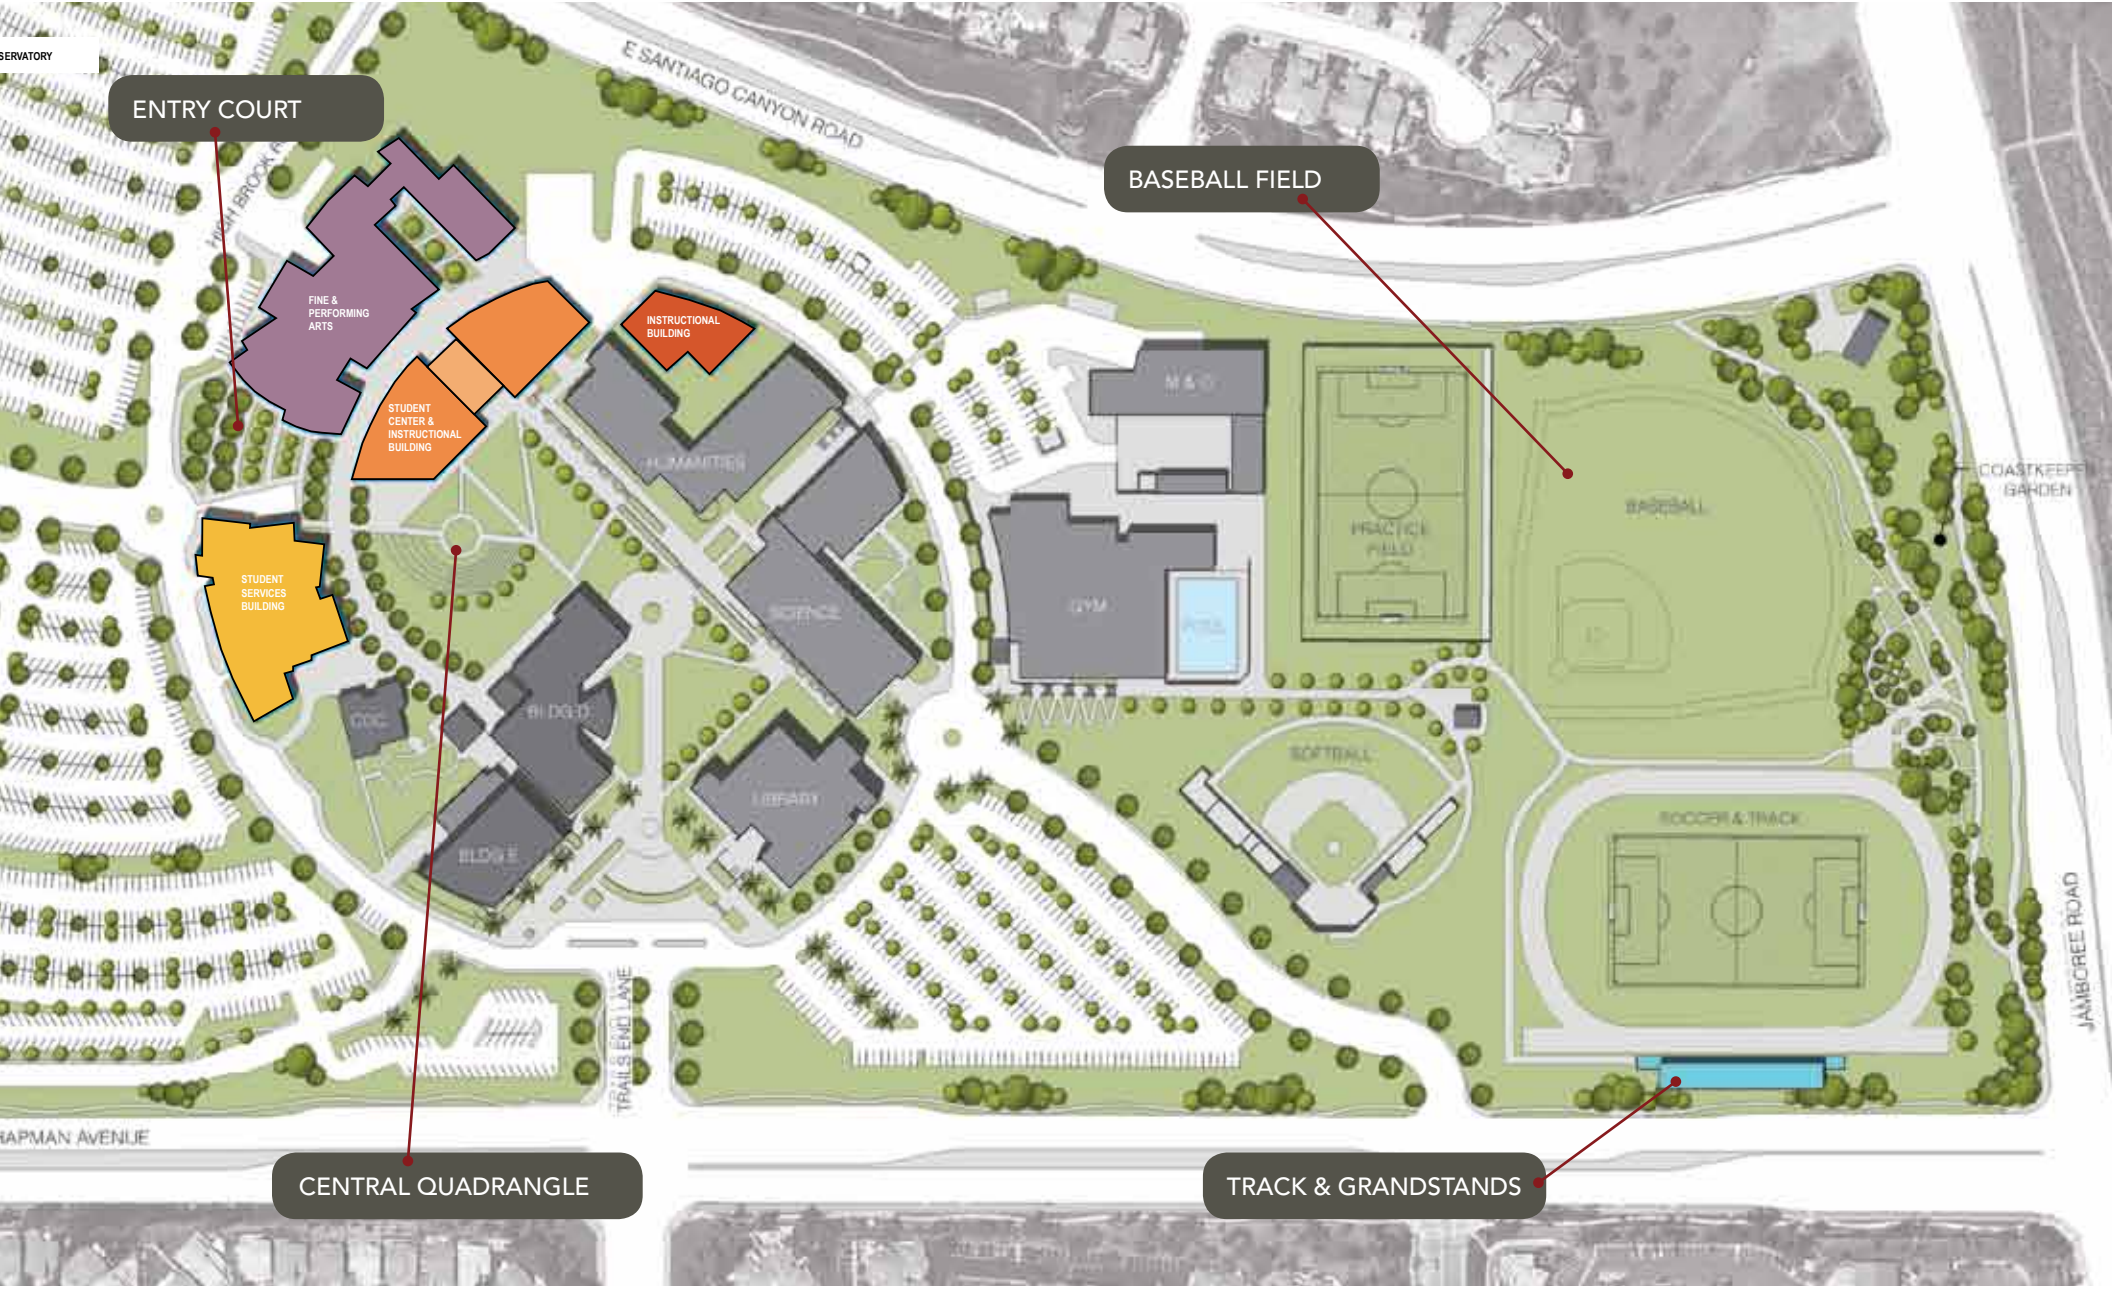 SERVATORY
E SANTIAGO CANYON ROAD
ENTRY COURT
BASEBALL FIELD
FINE &
PERFORMING
ARTS
INSTRUCTIONAL
BUILDING
M & O
STUDENT
CENTER &
INSTRUCTIONAL
BUILDING
HUMANITIES
COASTKEEPER
GARDEN
BASEBALL
PRACTICE
FIELD
STUDENT
SERVICES
BUILDING
SCIENCE
GYM
POOL
CDC
BLDG D
SOFTBALL
LIBRARY
SOCCER & TRACK
BLDG E
JAMBOREE ROAD
TRAILS END LANE
HAPMAN AVENUE
CENTRAL QUADRANGLE
TRACK & GRANDSTANDS